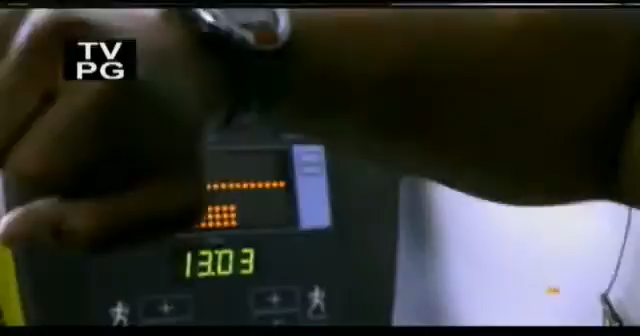 TV
PG
13.03
+ +